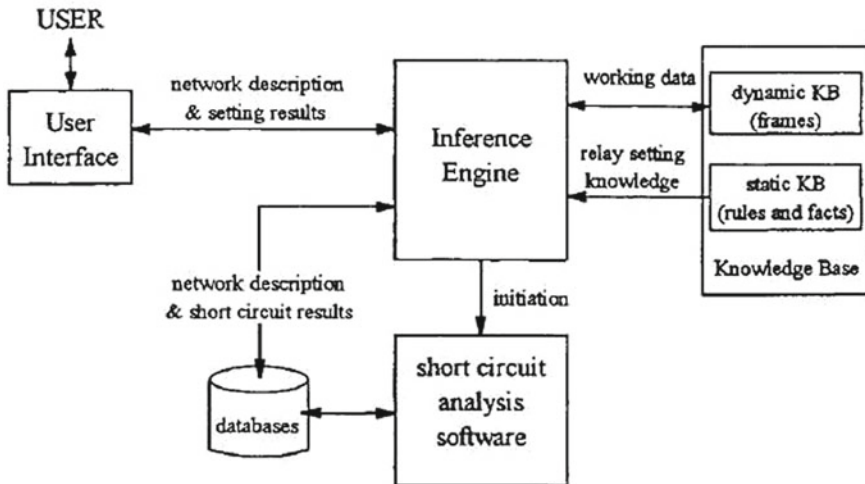 USER
User
Interface
network description
& setting results
Inference
Engine
working data
relay setting
knowledge
dynamic KB
(frames)
static KB
(rules and facts)
Knowledge Base
network description
& short circuit results
initiation
databases
short circuit
analysis
software